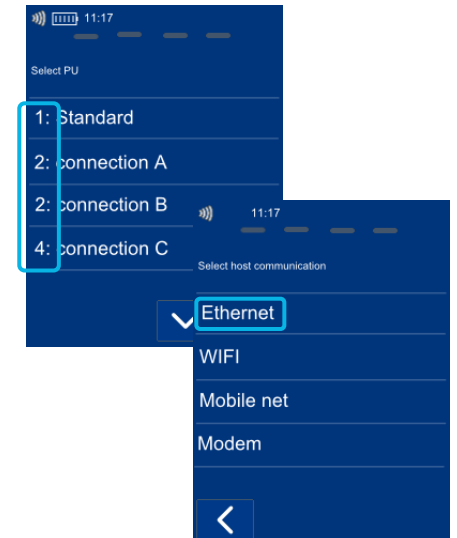 11:17
Select PU
1: Standard
2: connection A
2: connection B
4: connection C
11:17
Select host communication
Ethernet
WIFI
Mobile net
Modem